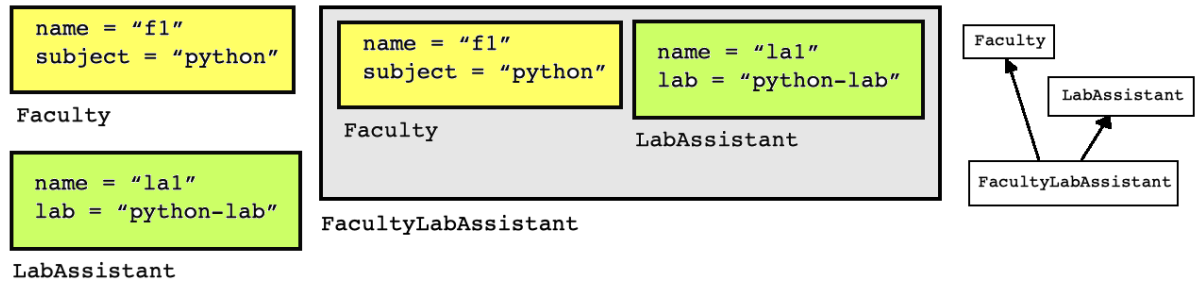 name = “f1”
subject = “python”
Faculty
name = “la1”
lab = “python-lab”
LabAssistant
name = “f1”
subject = “python”
Faculty
name = “la1”
lab = “python-lab”
LabAssistant
FacultyLabAssistant
Faculty
LabAssistant
FacultyLabAssistant